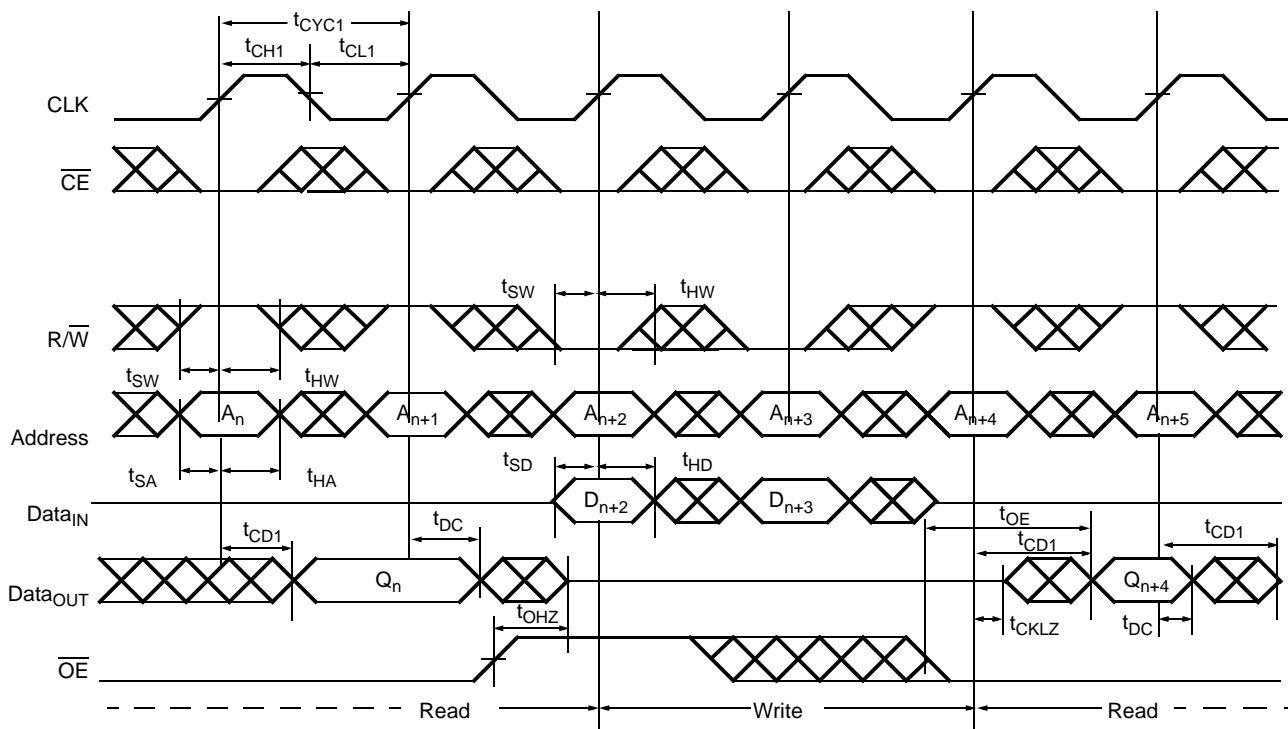 tCYC1
tCH1 tCL1
CLK
CE
tSW tHW
R/W
tSW tHW
An An+1 An+2 An+3 An+4 An+5
Address
tSA tHA tSD tHD
Dn+2 Dn+3
DataIN
tOE
tCD1 tDC tCD1 tCD1
Qn Qn+4
DataOUT
tOHZ tCKLZ tDC
OE
Read Write Read